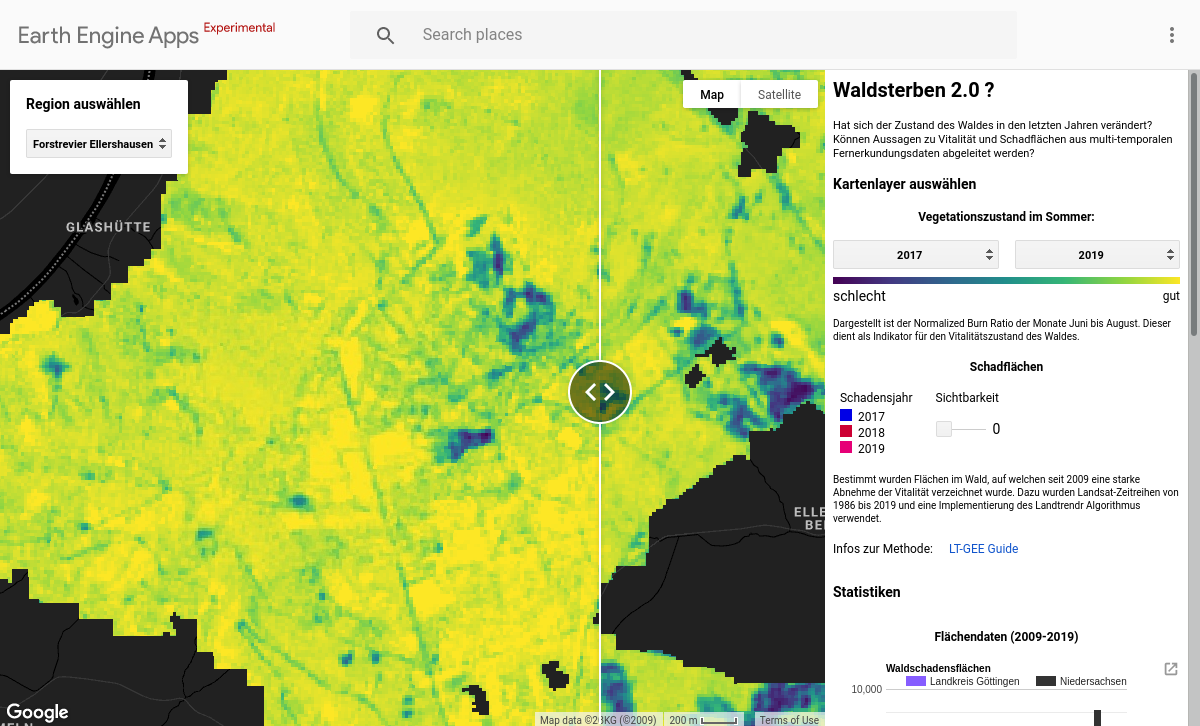 Earth Engine Apps Experimental
Search places
Region auswählen
Forstrevier Ellershausen
Map
Satellite
GLASHÜTTE
ELLE
BE
Google
Map data ©2 BKG (©2009)
200 m
Terms of Use
Waldsterben 2.0 ?
Hat sich der Zustand des Waldes in den letzten Jahren verändert?
Können Aussagen zu Vitalität und Schadflächen aus multi-temporalen
Fernerkundungsdaten abgeleitet werden?
Kartenlayer auswählen
Vegetationszustand im Sommer:
2017
2019
schlecht
gut
Dargestellt ist der Normalized Burn Ratio der Monate Juni bis August. Dieser
dient als Indikator für den Vitalitätszustand des Waldes.
Schadflächen
Schadensjahr
Sichtbarkeit
2017
2018
2019
0
Bestimmt wurden Flächen im Wald, auf welchen seit 2009 eine starke
Abnahme der Vitalität verzeichnet wurde. Dazu wurden Landsat-Zeitreihen von
1986 bis 2019 und eine Implementierung des Landtrendr Algorithmus
verwendet.
Infos zur Methode: LT-GEE Guide
Statistiken
Flächendaten (2009-2019)
Waldschadensflächen
Landkreis Göttingen
Niedersachsen
10,000